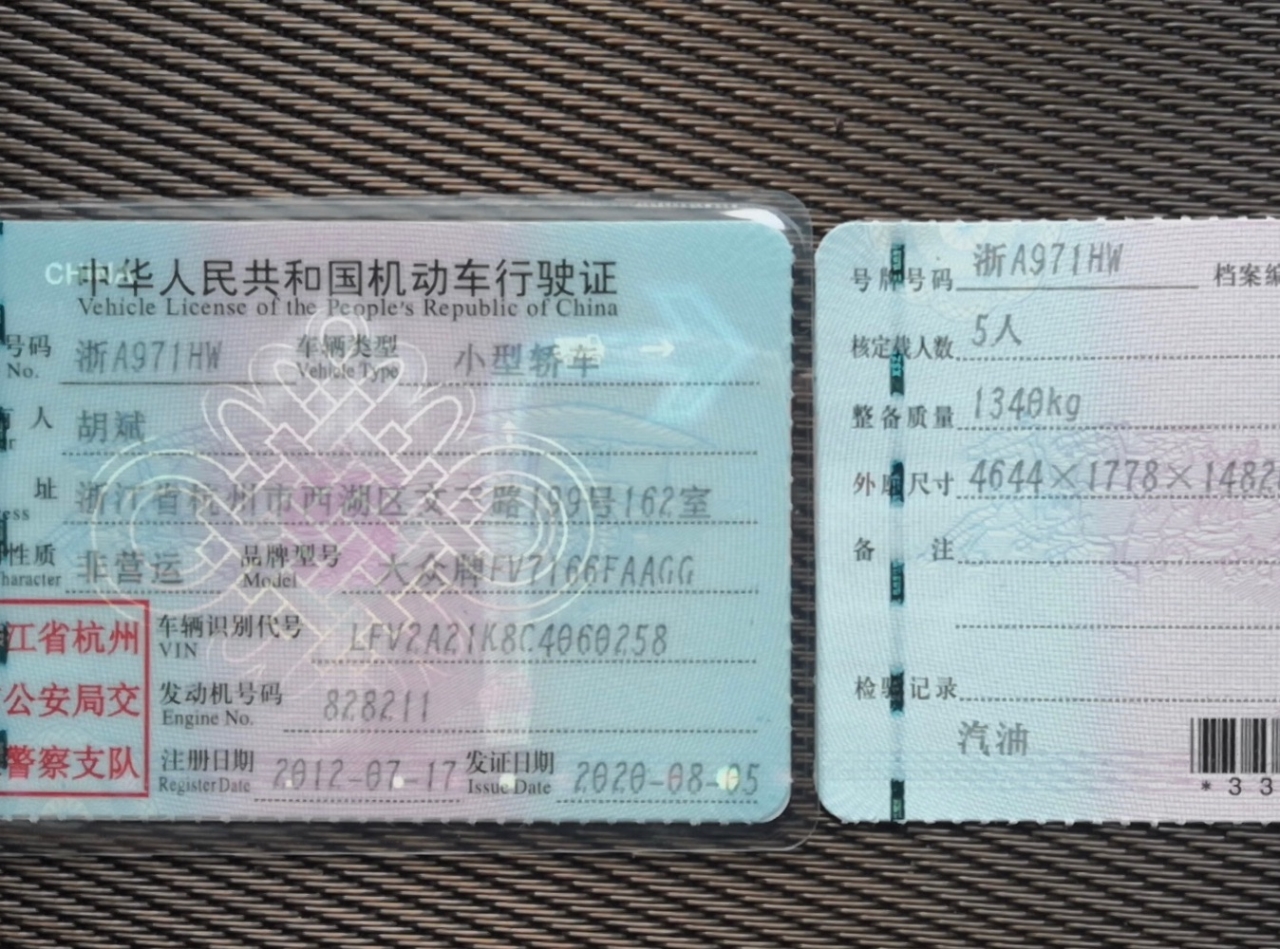 CHINA
中华人民共和国机动车行驶证
Vehicle License of the People's Republic of China
号码 No. 浙A971HW 车辆类型 Vehicle Type 小型轿车
人 胡斌
址 浙江省杭州市西湖区文三路199号162室
性质 Character 非营运 品牌型号 Model 大众牌FV7166FAAGG
江省杭州
公安局交
警察支队
车辆识别代号 VIN LFV2A21K8C4060258
发动机号码 Engine No. 828211
注册日期 Register Date 2012-07-17 发证日期 Issue Date 2020-08-05
号牌号码 浙A971HW 档案编
核定载人数 5人
整备质量 1340kg
外廓尺寸 4644×1778×1482
备注
检验记录
汽油
*33